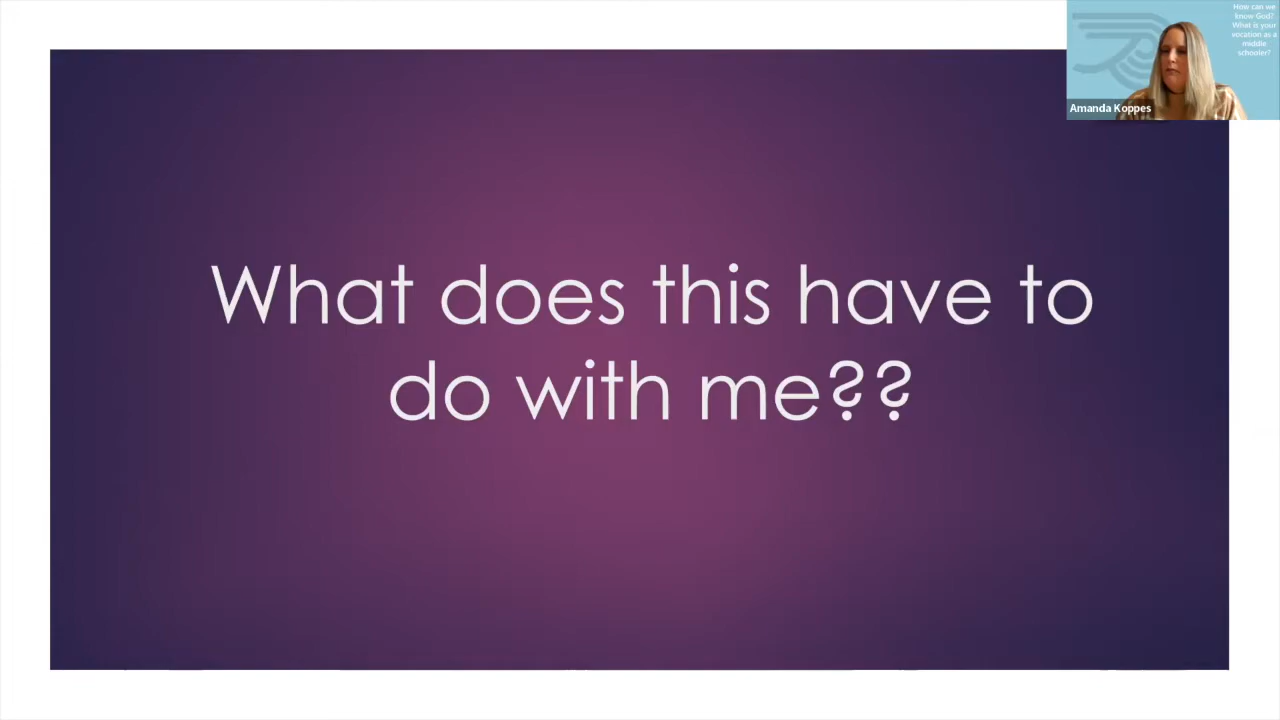 What does this have to
do with me??
How can we
know God?
What is your
vocation as a
middle
schooler?
Amanda Koppes